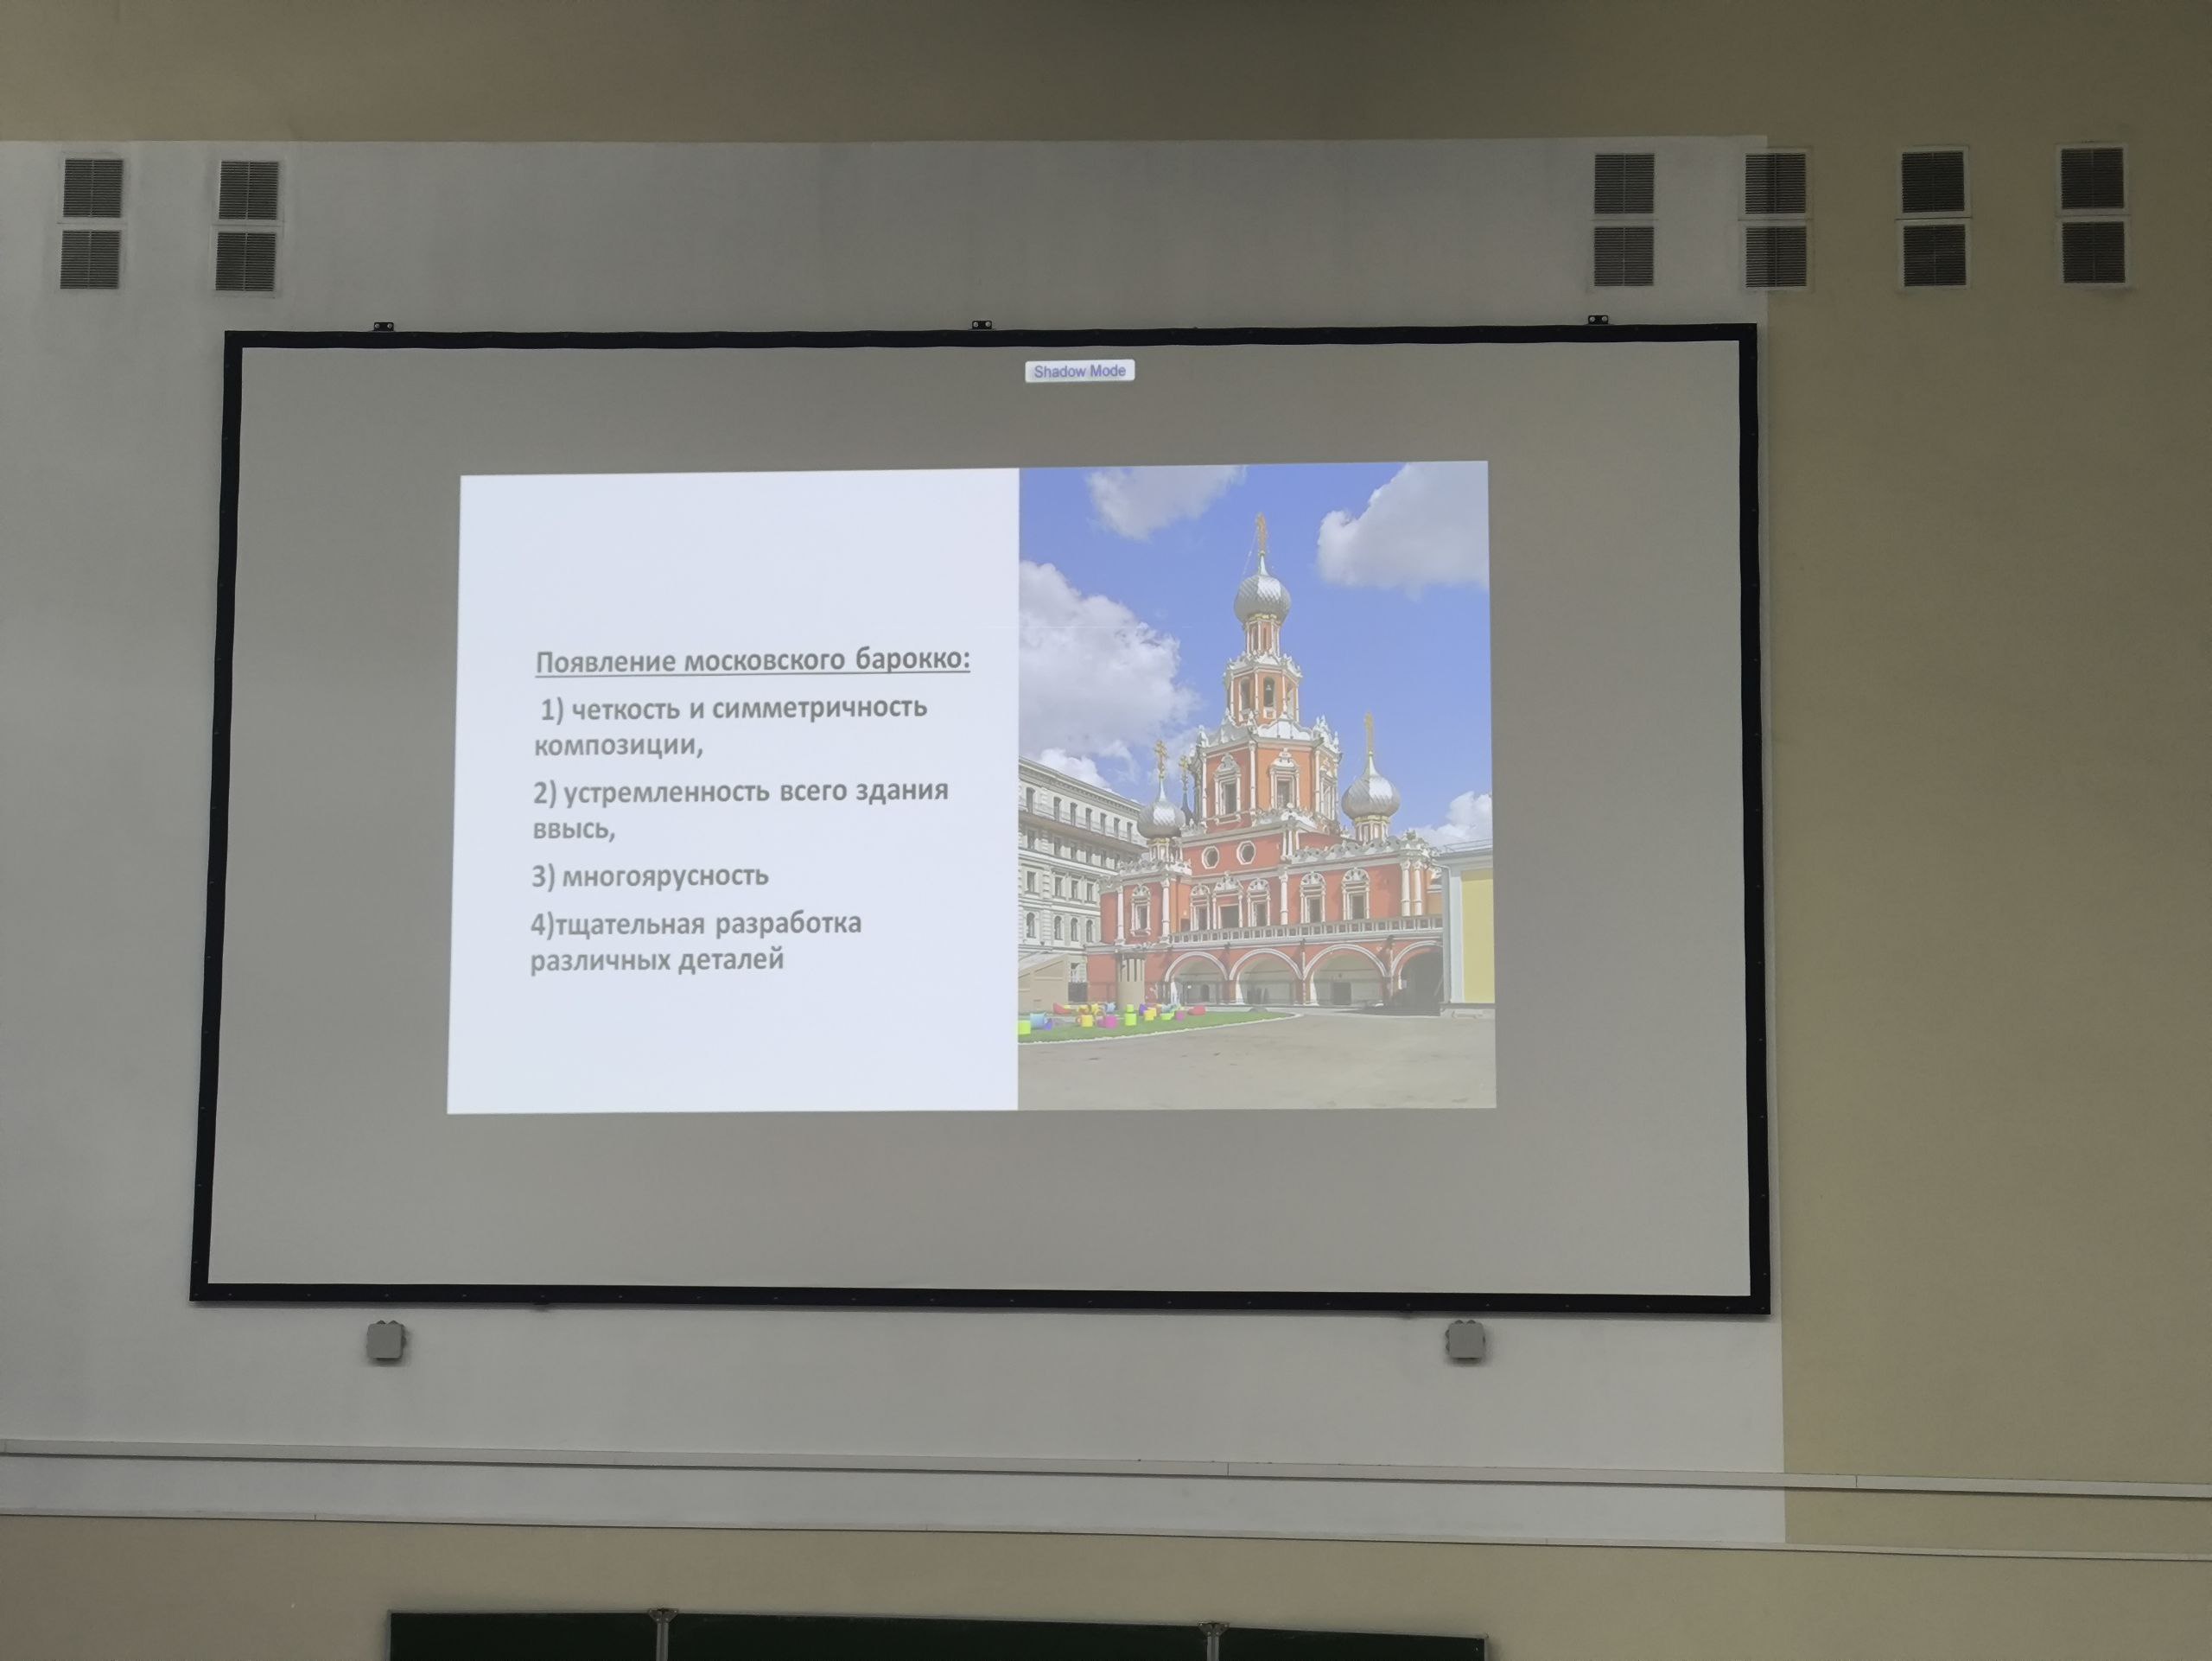 Shadow Mode
Появление московского барокко:
1) четкость и симметричность
композиции,
2) устремленность всего здания
ввысь,
3) многоярусность
4)тщательная разработка
различных деталей